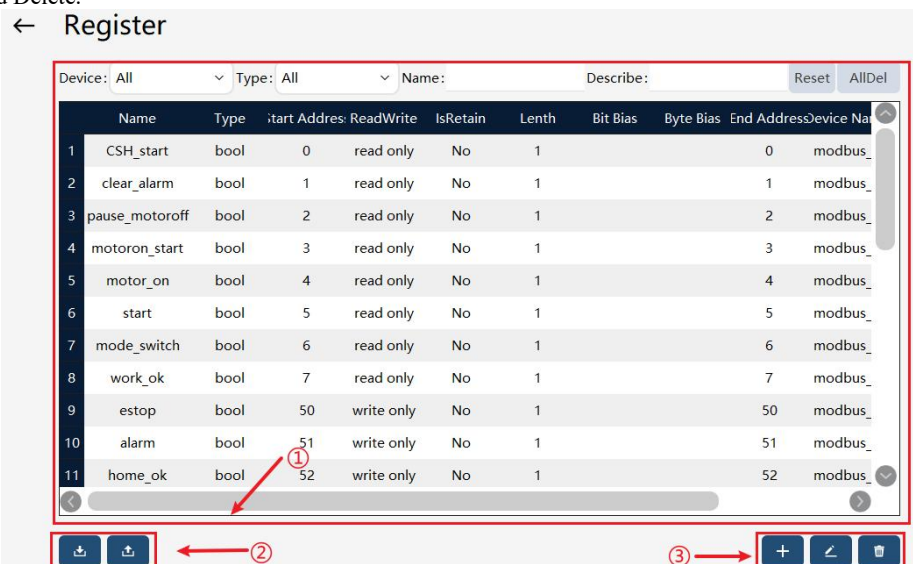 d Delete.
← Register
Device: All Type: All Name: Describe: Reset AllDel
Name Type Start Address ReadWrite IsRetain Lenth Bit Bias Byte Bias End Address Device Nar
1 CSH_start bool 0 read only No 1 0 modbus_
2 clear_alarm bool 1 read only No 1 1 modbus_
3 pause_motoroff bool 2 read only No 1 2 modbus_
4 motoron_start bool 3 read only No 1 3 modbus_
5 motor_on bool 4 read only No 1 4 modbus_
6 start bool 5 read only No 1 5 modbus_
7 mode_switch bool 6 read only No 1 6 modbus_
8 work_ok bool 7 read only No 1 7 modbus_
9 estop bool 50 write only No 1 50 modbus_
10 alarm bool 51 write only No 1 51 modbus_
①
11 home_ok bool 52 write only No 1 52 modbus_
② ③